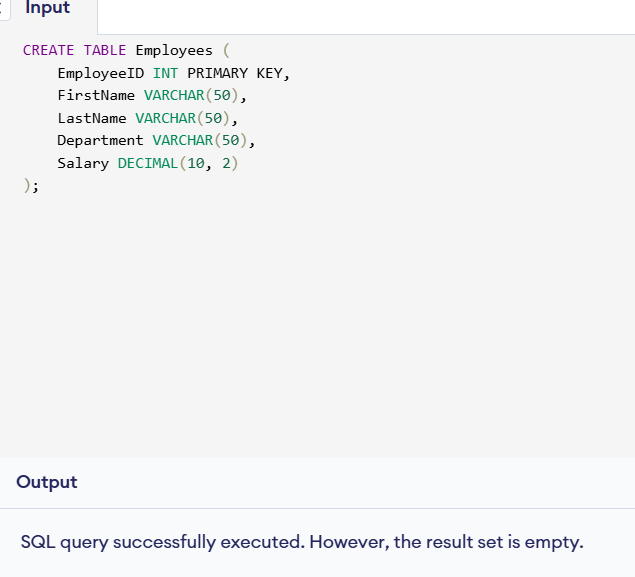 Input
CREATE TABLE Employees (
    EmployeeID INT PRIMARY KEY,
    FirstName VARCHAR(50),
    LastName VARCHAR(50),
    Department VARCHAR(50),
    Salary DECIMAL(10, 2)
);
Output
SQL query successfully executed. However, the result set is empty.